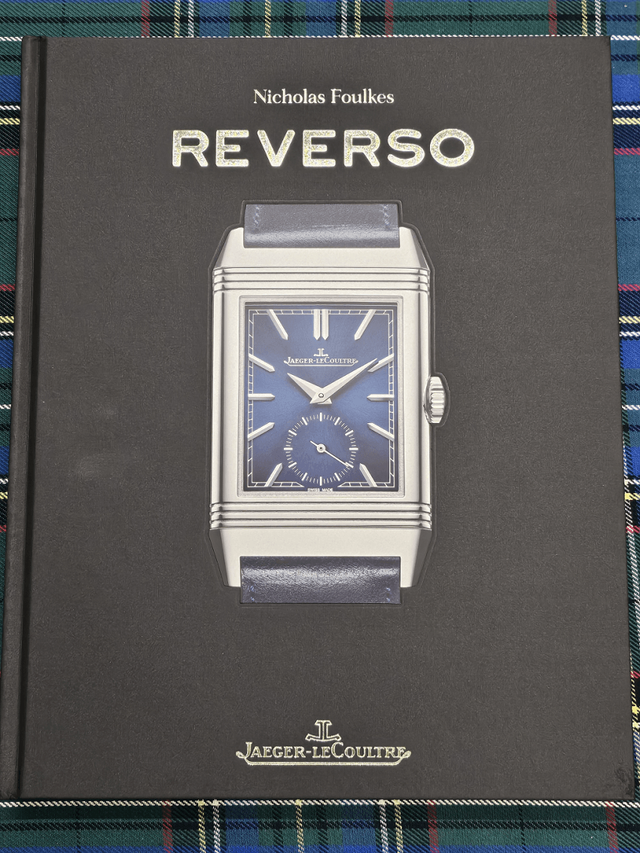 Nicholas Foulkes
REVERSO
JAEGER-LECOULTRE
SWISS MADE
JAEGER-LECOULTRE